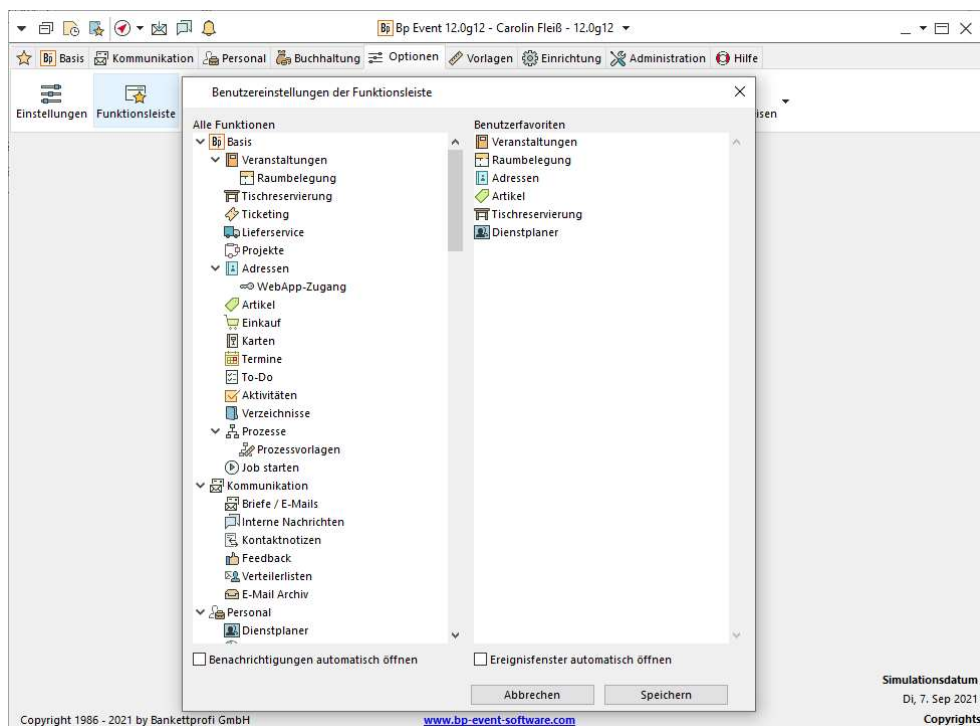 Bp Event 12.0g12 - Carolin Fleiß - 12.0g12
Bp Basis Kommunikation Personal Buchhaltung Optionen Vorlagen Einrichtung Administration Hilfe
Einstellungen Funktionsleiste
Benutzereinstellungen der Funktionsleiste
Alle Funktionen
Bp Basis
Veranstaltungen
Raumbelegung
Tischreservierung
Ticketing
Lieferservice
Projekte
Adressen
WebApp-Zugang
Artikel
Einkauf
Karten
Termine
To-Do
Aktivitäten
Verzeichnisse
Prozesse
Prozessvorlagen
Job starten
Kommunikation
Briefe / E-Mails
Interne Nachrichten
Kontaktnotizen
Feedback
Verteilerlisten
E-Mail Archiv
Personal
Dienstplaner
Benutzerfavoriten
Veranstaltungen
Raumbelegung
Adressen
Artikel
Tischreservierung
Dienstplaner
Benachrichtigungen automatisch öffnen
Ereignisfenster automatisch öffnen
Abbrechen Speichern
Simulationsdatum
Di, 7. Sep 2021
Copyright 1986 - 2021 by Bankettprofi GmbH www.bp-event-software.com Copyrights